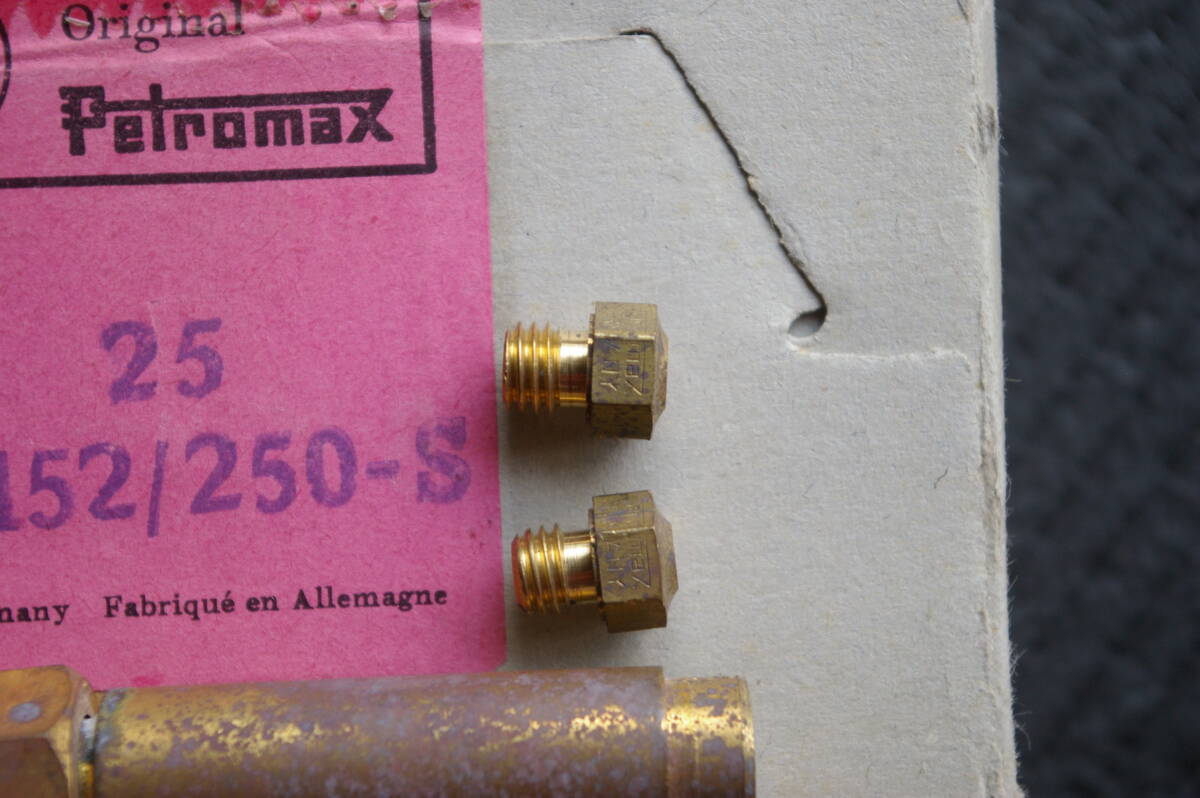 Original
Petromax
25
152/250-S
Fabriqué en Allemagne